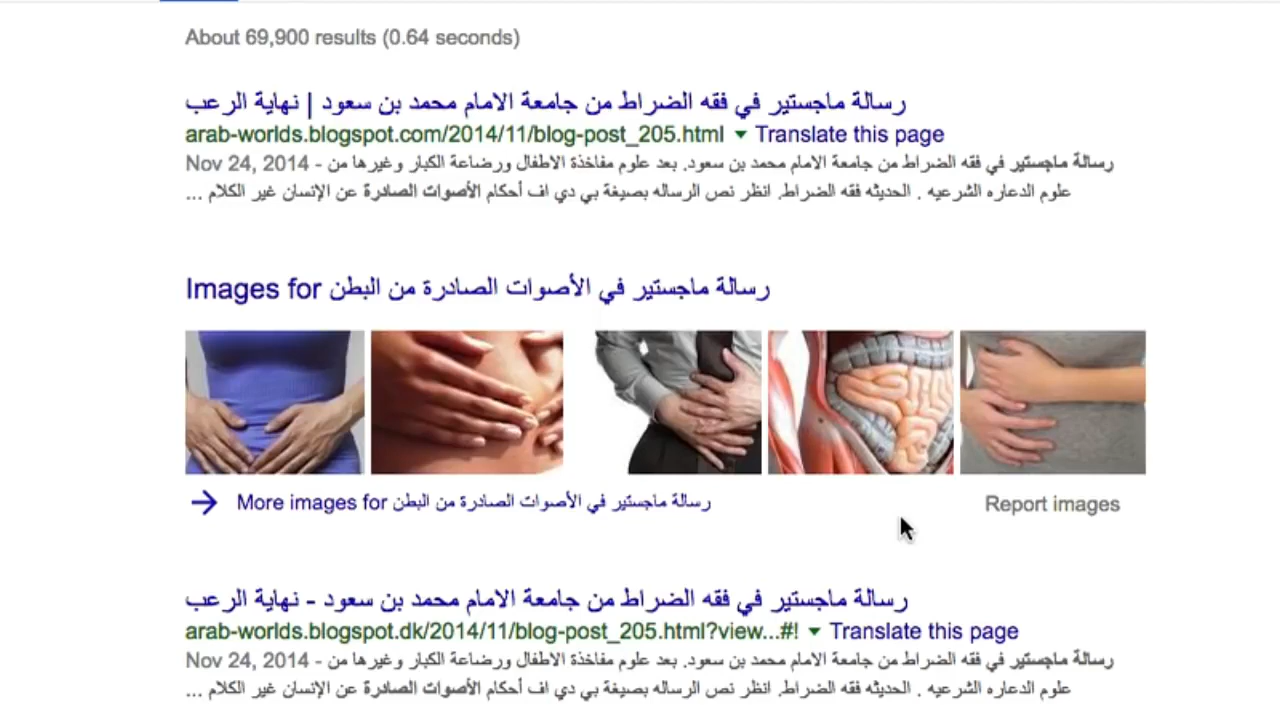 About 69,900 results (0.64 seconds)
رسالة ماجستير في فقه الضراط من جامعة الامام محمد بن سعود | نهاية الرعب
arab-worlds.blogspot.com/2014/11/blog-post_205.html ▼ Translate this page
Nov 24, 2014 - رسالة ماجستير في فقه الضراط من جامعة الامام محمد بن سعود. بعد علوم مفاخذة الاطفال ورضاعة الكبار وغيرها من
علوم الدعاره الشرعيه . الحديثه فقه الضراط. انظر نص الرساله بصيغة بي دي اف أحكام الأصوات الصادرة عن الإنسان غير الكلام ...
Images for رسالة ماجستير في الأصوات الصادرة من البطن
More images for رسالة ماجستير في الأصوات الصادرة من البطن
Report images
رسالة ماجستير في فقه الضراط من جامعة الامام محمد بن سعود - نهاية الرعب
arab-worlds.blogspot.dk/2014/11/blog-post_205.html?view...#! ▼ Translate this page
Nov 24, 2014 - رسالة ماجستير في فقه الضراط من جامعة الامام محمد بن سعود. بعد علوم مفاخذة الاطفال ورضاعة الكبار وغيرها من
علوم الدعاره الشرعيه . الحديثه فقه الضراط. انظر نص الرساله بصيغة بي دي اف أحكام الأصوات الصادرة عن الإنسان غير الكلام ...